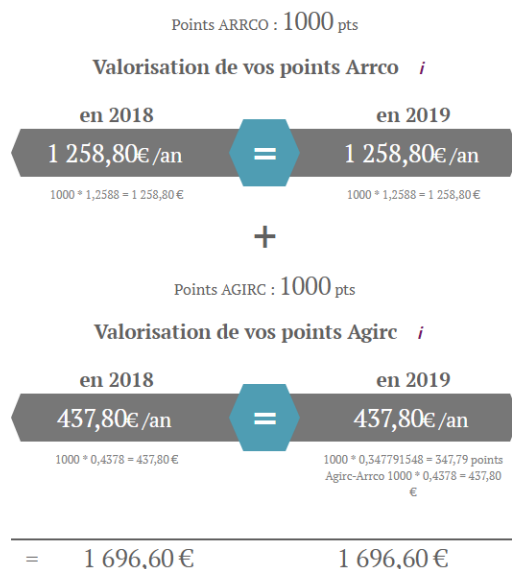 Points ARRCO : 1000 pts
Valorisation de vos points Arrco i
en 2018 en 2019
1 258,80€/an = 1 258,80€/an
1000 * 1,2588 = 1 258,80 € 1000 * 1,2588 = 1 258,80 €
+
Points AGIRC : 1000 pts
Valorisation de vos points Agirc i
en 2018 en 2019
437,80€/an = 437,80€/an
1000 * 0,4378 = 437,80 € 1000 * 0,347791548 = 347,79 points
Agirc-Arrco 1000 * 0,4378 = 437,80
€
= 1 696,60 € 1 696,60 €